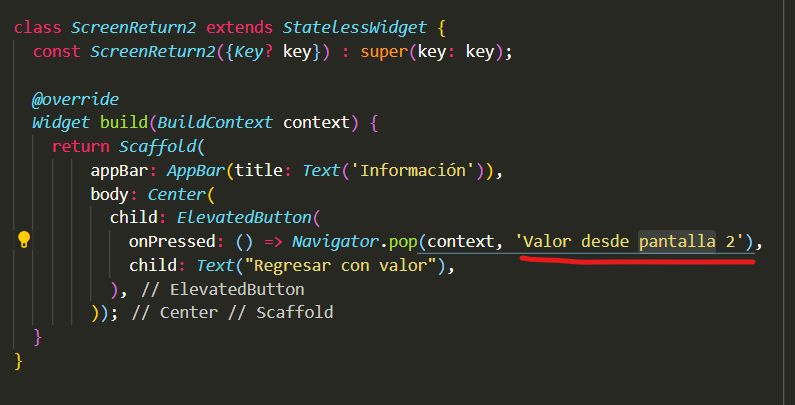 class ScreenReturn2 extends StatelessWidget {
const ScreenReturn2({Key? key}) : super(key: key);
@override
Widget build(BuildContext context) {
return Scaffold(
appBar: AppBar(title: Text('Información')),
body: Center(
child: ElevatedButton(
onPressed: () => Navigator.pop(context, 'Valor desde pantalla 2'),
child: Text("Regresar con valor"),
), // ElevatedButton
)); // Center // Scaffold
}
}